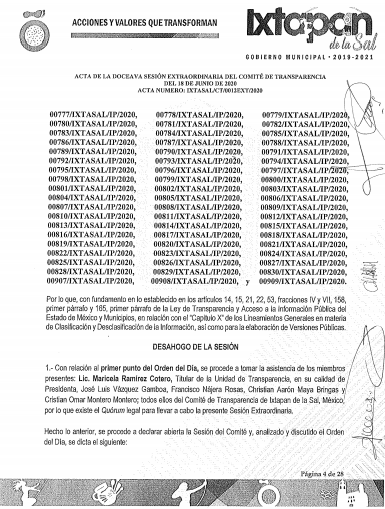 ACCIONES Y VALORES QUE TRANSFORMAN
Ixtapan
de la Sal
GOBIERNO MUNICIPAL • 2019-2021
ACTA DE LA DOCEAVA SESIÓN EXTRAORDINARIA DEL COMITÉ DE TRANSPARENCIA
DEL 18 DE JUNIO DE 2020
ACTA NUMERO: IXTASAL/CT/0012EXT/2020
00777/IXTASAL/IP/2020, 00778/IXTASAL/IP/2020, 00779/IXTASAL/IP/2020,
00780/IXTASAL/IP/2020, 00781/IXTASAL/IP/2020, 00782/IXTASAL/IP/2020,
00783/IXTASAL/IP/2020, 00784/IXTASAL/IP/2020, 00785/IXTASAL/IP/2020,
00786/IXTASAL/IP/2020, 00787/IXTASAL/IP/2020, 00788/IXTASAL/IP/2020,
00789/IXTASAL/IP/2020, 00790/IXTASAL/IP/2020, 00791/IXTASAL/IP/2020,
00792/IXTASAL/IP/2020, 00793/IXTASAL/IP/2020, 00794/IXTASAL/IP/2020,
00795/IXTASAL/IP/2020, 00796/IXTASAL/IP/2020, 00797/IXTASAL/IP/2020,
00798/IXTASAL/IP/2020, 00799/IXTASAL/IP/2020, 00800/IXTASAL/IP/2020,
00801/IXTASAL/IP/2020, 00802/IXTASAL/IP/2020, 00803/IXTASAL/IP/2020,
00804/IXTASAL/IP/2020, 00805/IXTASAL/IP/2020, 00806/IXTASAL/IP/2020,
00807/IXTASAL/IP/2020, 00808/IXTASAL/IP/2020, 00809/IXTASAL/IP/2020,
00810/IXTASAL/IP/2020, 00811/IXTASAL/IP/2020, 00812/IXTASAL/IP/2020,
00813/IXTASAL/IP/2020, 00814/IXTASAL/IP/2020, 00815/IXTASAL/IP/2020,
00816/IXTASAL/IP/2020, 00817/IXTASAL/IP/2020, 00818/IXTASAL/IP/2020,
00819/IXTASAL/IP/2020, 00820/IXTASAL/IP/2020, 00821/IXTASAL/IP/2020,
00822/IXTASAL/IP/2020, 00823/IXTASAL/IP/2020, 00824/IXTASAL/IP/2020,
00825/IXTASAL/IP/2020, 00826/IXTASAL/IP/2020, 00827/IXTASAL/IP/2020,
00828/IXTASAL/IP/2020, 00829/IXTASAL/IP/2020, 00830/IXTASAL/IP/2020,
00907/IXTASAL/IP/2020, 00908/IXTASAL/IP/2020, y 00909/IXTASAL/IP/2020.
Por lo que, con fundamento en lo establecido en los artículos 14, 15, 21, 22, 53, fracciones IV y VII, 158,
primer párrafo y 165, primer párrafo de la Ley de Transparencia y Acceso a la Información Pública del
Estado de México y Municipios, en relación con el "Capítulo X" de los Lineamientos Generales en materia
de Clasificación y Desclasificación de la Información, así como para la elaboración de Versiones Públicas.
DESAHOGO DE LA SESIÓN
1.- Con relación al primer punto del Orden del Día, se procede a tomar la asistencia de los miembros
presentes: Lic. Maricela Ramírez Cotero, Titular de la Unidad de Transparencia, en su calidad de
Presidenta, José Luis Vázquez Gamboa, Francisco Nájera Rosas, Christian Aarón Maya Bringas y
Cristian Omar Montero Montero; todos ellos del Comité de Transparencia de Ixtapan de la Sal, México,
por lo que existe el Quórum legal para llevar a cabo la presente Sesión Extraordinaria.
Hecho lo anterior, se procede a declarar abierta la Sesión del Comité y, analizado y discutido el Orden
del Día, se dicta el siguiente:
Página 4 de 28